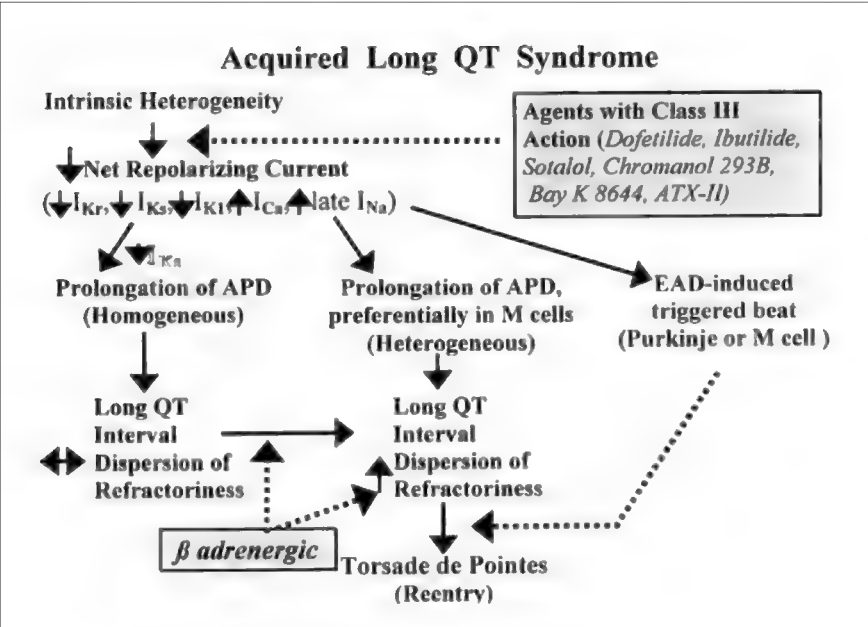 Acquired Long QT Syndrome
Intrinsic Heterogeneity
Agents with Class III
Action (Dofetilide, Ibutilide,
Sotalol, Chromanol 293B,
Bay K 8644, ATX-II)
↓Net Repolarizing Current
(↓IKr,↓IKs,↓IK1,↑ICa,↑late INa)
↓IKs
Prolongation of APD
(Homogeneous)
Prolongation of APD,
preferentially in M cells
(Heterogeneous)
EAD-induced
triggered beat
(Purkinje or M cell )
Long QT
Interval
↔ Dispersion of
Refractoriness
Long QT
Interval
↑ Dispersion of
Refractoriness
β adrenergic
Torsade de Pointes
(Reentry)